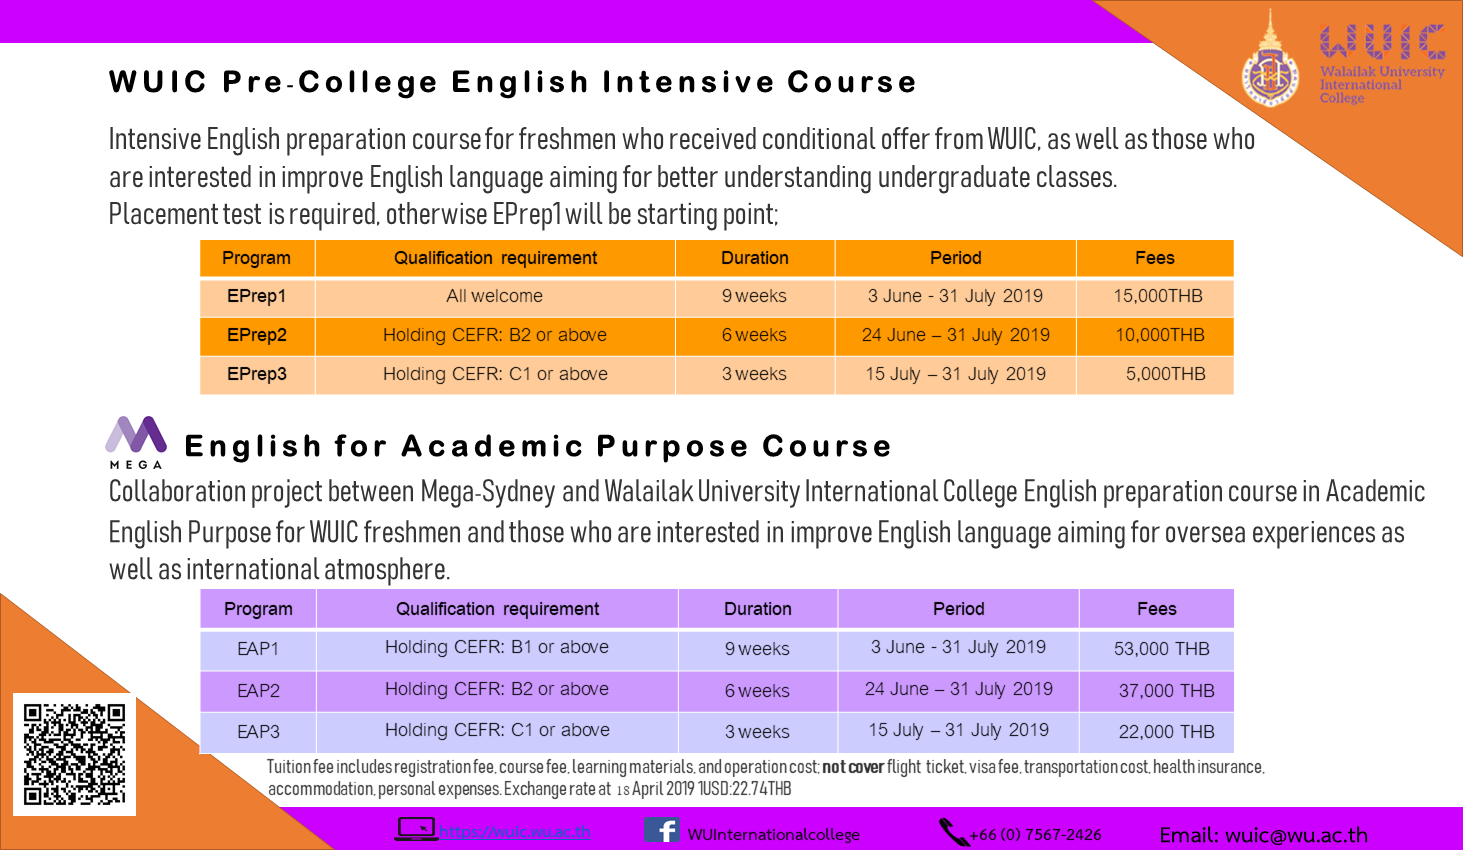 WUIC
Walailak University
International
College
WUIC Pre-College English Intensive Course
Intensive English preparation course for freshmen who received conditional offer from WUIC, as well as those who
are interested in improve English language aiming for better understanding undergraduate classes.
Placement test is required, otherwise EPrep1 will be starting point;
Program Qualification requirement Duration Period Fees
EPrep1 All welcome 9 weeks 3 June - 31 July 2019 15,000THB
EPrep2 Holding CEFR: B2 or above 6 weeks 24 June – 31 July 2019 10,000THB
EPrep3 Holding CEFR: C1 or above 3 weeks 15 July – 31 July 2019 5,000THB
MEGA
English for Academic Purpose Course
Collaboration project between Mega-Sydney and Walailak University International College English preparation course in Academic
English Purpose for WUIC freshmen and those who are interested in improve English language aiming for oversea experiences as
well as international atmosphere.
Program Qualification requirement Duration Period Fees
EAP1 Holding CEFR: B1 or above 9 weeks 3 June - 31 July 2019 53,000 THB
EAP2 Holding CEFR: B2 or above 6 weeks 24 June – 31 July 2019 37,000 THB
EAP3 Holding CEFR: C1 or above 3 weeks 15 July – 31 July 2019 22,000 THB
Tuition fee includes registration fee, course fee, learning materials, and operation cost; not cover flight ticket, visa fee, transportation cost, health insurance,
accommodation, personal expenses. Exchange rate at 18 April 2019 1USD:22.74THB
https://wuic.wu.ac.th WUinternationalcollege +66 (0) 7567-2426 Email: wuic@wu.ac.th